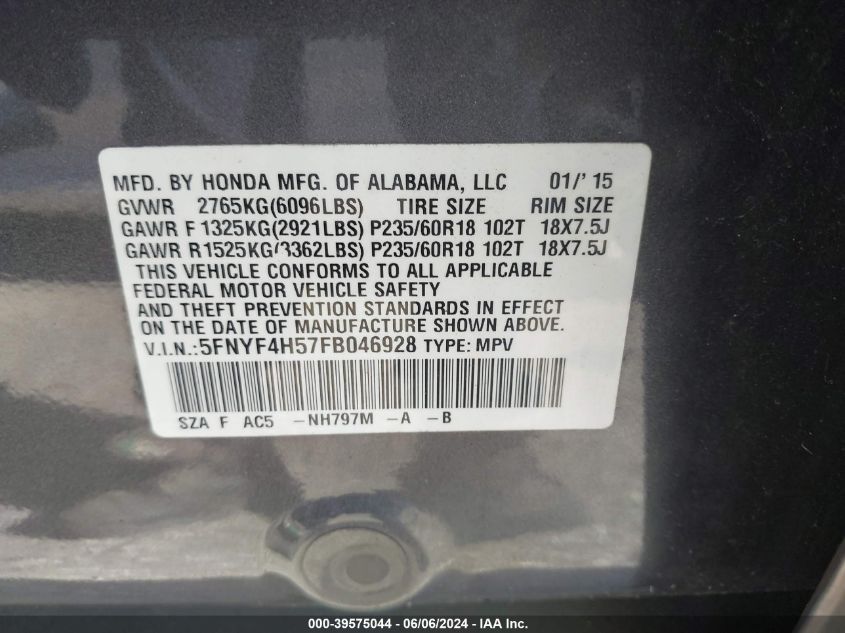 MFD. BY HONDA MFG. OF ALABAMA, LLC 01/' 15
GVWR 2765KG(6096LBS) TIRE SIZE RIM SIZE
GAWR F 1325KG(2921LBS) P235/60R18 102T 18X7.5J
GAWR R1525KG(3362LBS) P235/60R18 102T 18X7.5J
THIS VEHICLE CONFORMS TO ALL APPLICABLE
FEDERAL MOTOR VEHICLE SAFETY
AND THEFT PREVENTION STANDARDS IN EFFECT
ON THE DATE OF MANUFACTURE SHOWN ABOVE.
V.I.N.:5FNYF4H57FB046928 TYPE: MPV
SZA F AC5 -NH797M -A -B
000-39575044 - 06/06/2024 - IAA Inc.